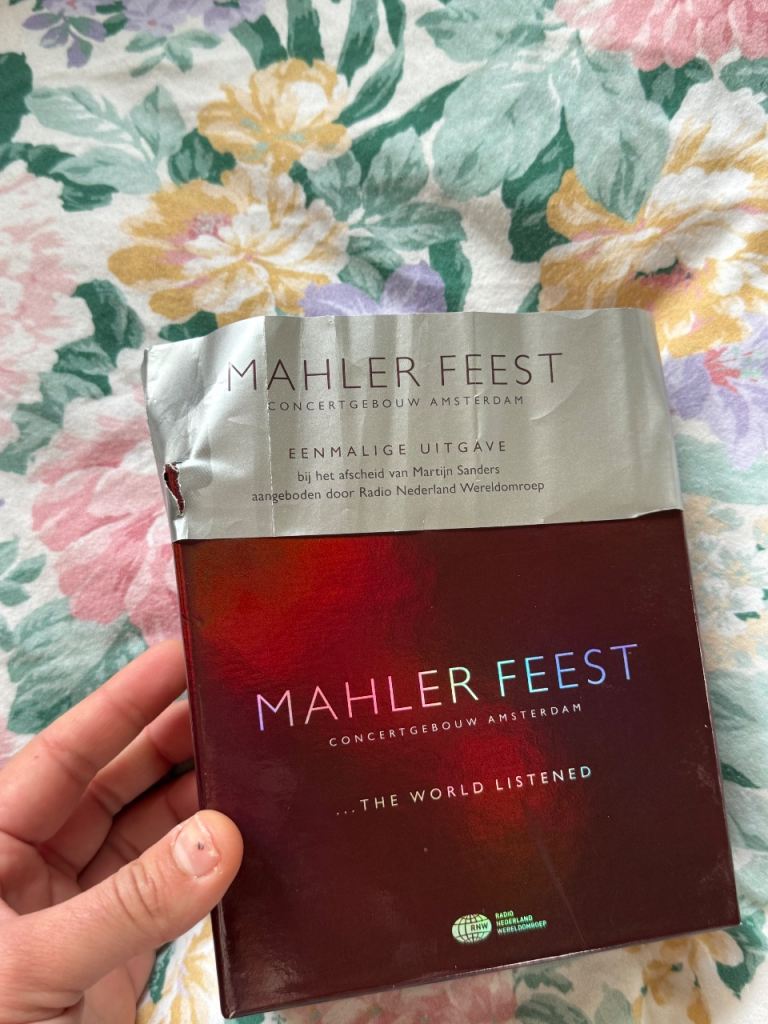 MAHLER FEEST
CONCERTGEBOUW AMSTERDAM
EENMALIGE UITGAVE
bij het afscheid van Martijn Sanders
aangeboden door Radio Nederland Wereldomroep
MAHLER FEEST
CONCERTGEBOUW AMSTERDAM
...THE WORLD LISTENED
RNW
RADIO
NEDERLAND
WERELDOMROEP